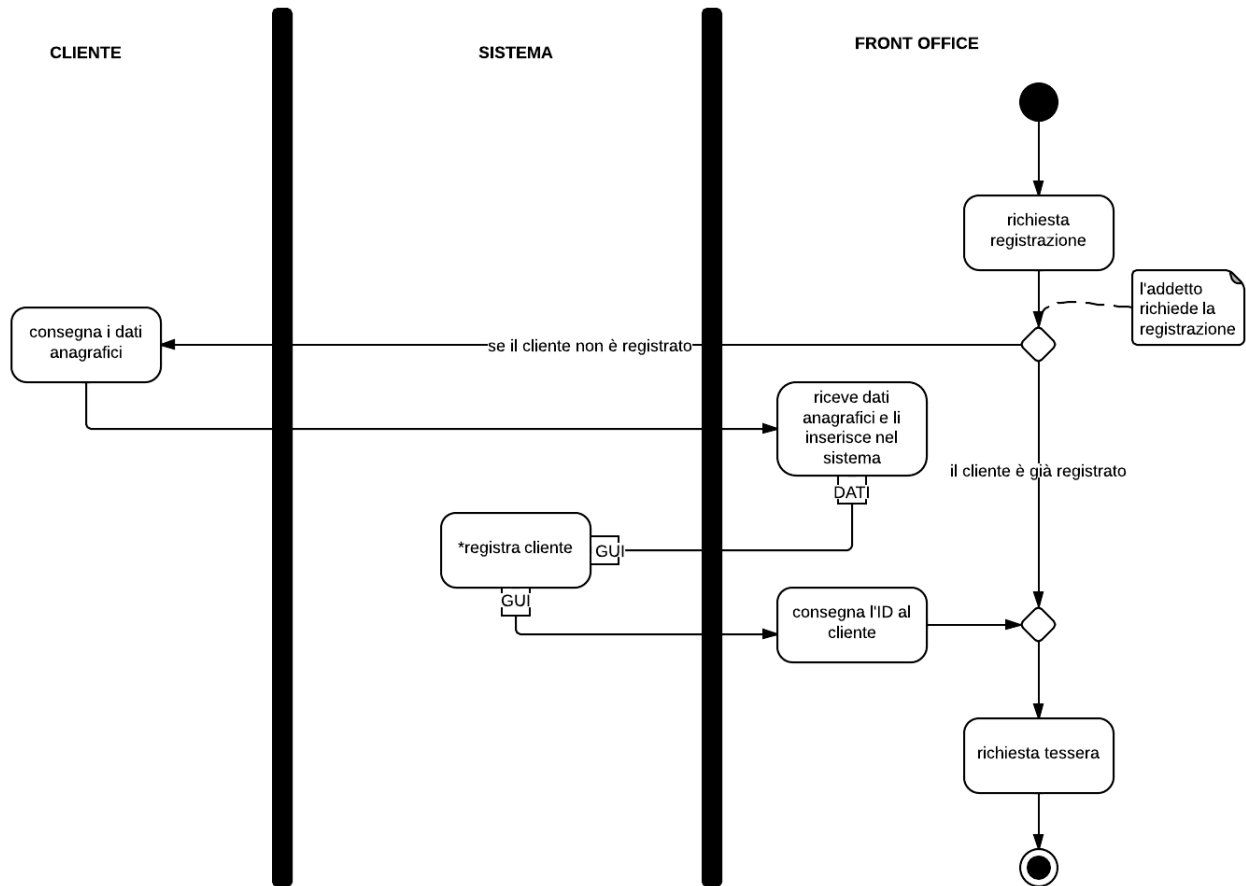 CLIENTE
SISTEMA
FRONT OFFICE
richiesta
registrazione
l'addetto
richiede la
registrazione
consegna i dati
anagrafici
se il cliente non è registrato
riceve dati
anagrafici e li
inserisce nel
sistema
il cliente è già registrato
DATI
*registra cliente
GUI
GUI
consegna l'ID al
cliente
richiesta tessera